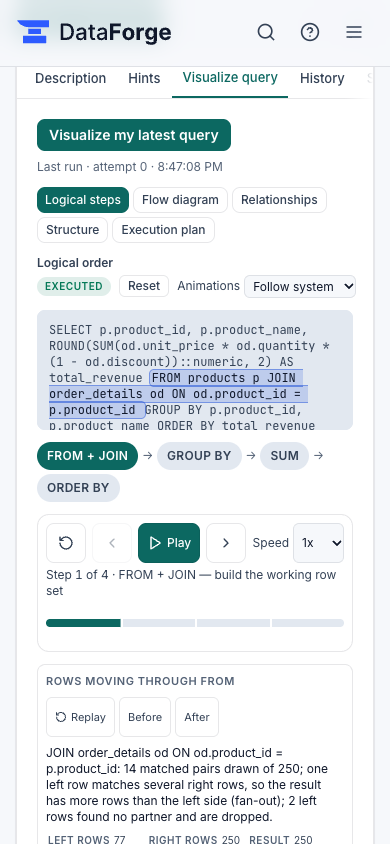 DataForge
Description Hints Visualize query History
Visualize my latest query
Last run · attempt 0 · 8:47:08 PM
Logical steps Flow diagram Relationships
Structure Execution plan
Logical order
EXECUTED Reset Animations Follow system
SELECT p.product_id, p.product_name,
ROUND(SUM(od.unit_price * od.quantity *
(1 - od.discount))::numeric, 2) AS
total_revenue FROM products p JOIN
order_details od ON od.product_id =
p.product_id GROUP BY p.product_id,
p.product_name ORDER BY total_revenue
FROM + JOIN → GROUP BY → SUM →
ORDER BY
Play Speed 1x
Step 1 of 4 · FROM + JOIN — build the working row
set
ROWS MOVING THROUGH FROM
Replay Before After
JOIN order_details od ON od.product_id =
p.product_id: 14 matched pairs drawn of 250; one
left row matches several right rows, so the result
has more rows than the left side (fan-out); 2 left
rows found no partner and are dropped.
LEFT ROWS 77 RIGHT ROWS 250 RESULT 250